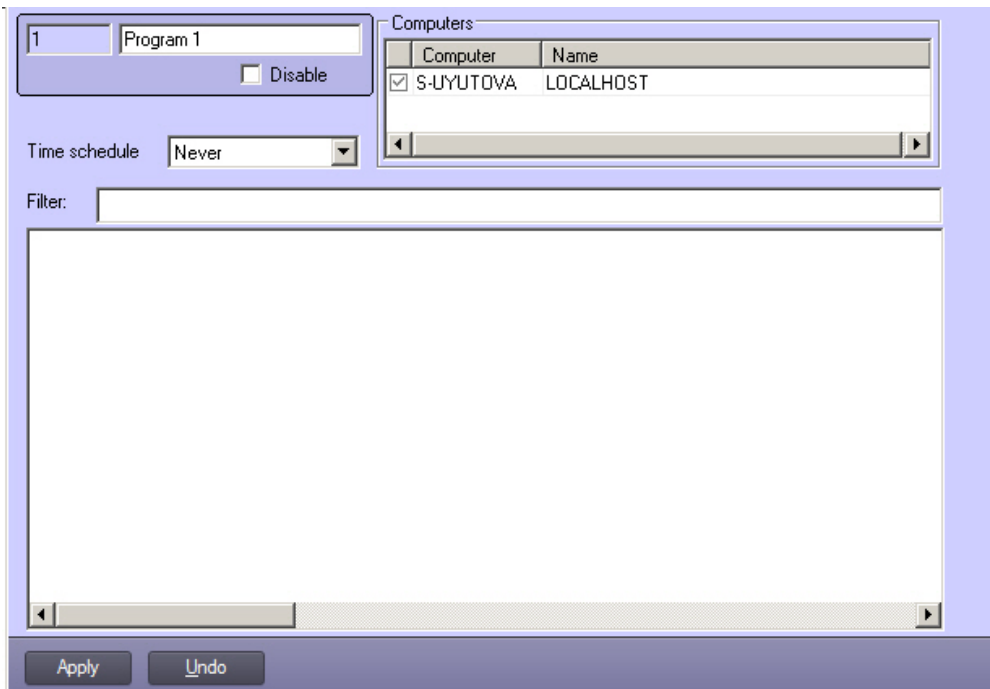 1 Program 1
Disable
Time schedule Never
Computers
Computer Name
S-UYUTOVA LOCALHOST
Filter:
Apply Undo